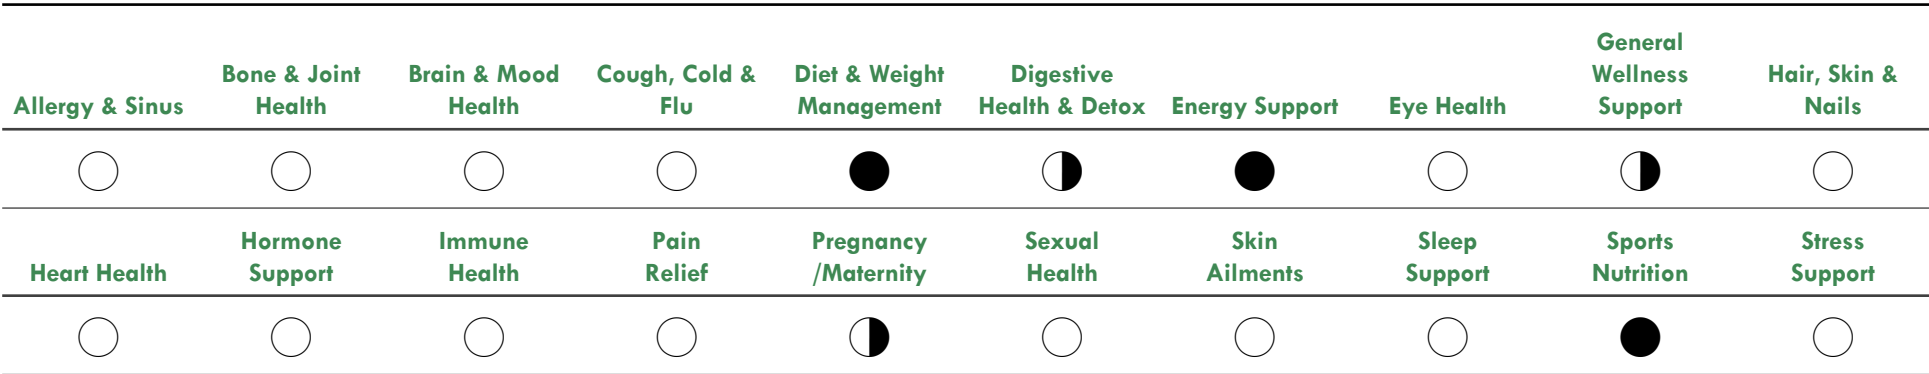 Allergy & Sinus
Bone & Joint
Health
Brain & Mood
Health
Cough, Cold &
Flu
Diet & Weight
Management
Digestive
Health & Detox
Energy Support
Eye Health
General
Wellness
Support
Hair, Skin &
Nails
Heart Health
Hormone
Support
Immune
Health
Pain
Relief
Pregnancy
/Maternity
Sexual
Health
Skin
Ailments
Sleep
Support
Sports
Nutrition
Stress
Support